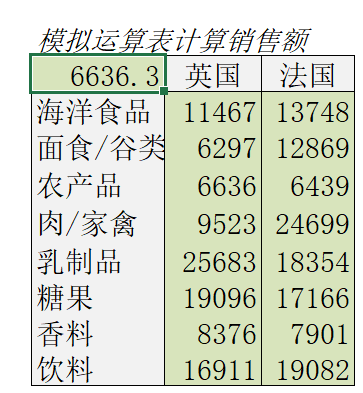 模拟运算表计算销售额
6636.3 英国 法国
海洋食品 11467 13748
面食/谷类 6297 12869
农产品 6636 6439
肉/家禽 9523 24699
乳制品 25683 18354
糖果 19096 17166
香料 8376 7901
饮料 16911 19082